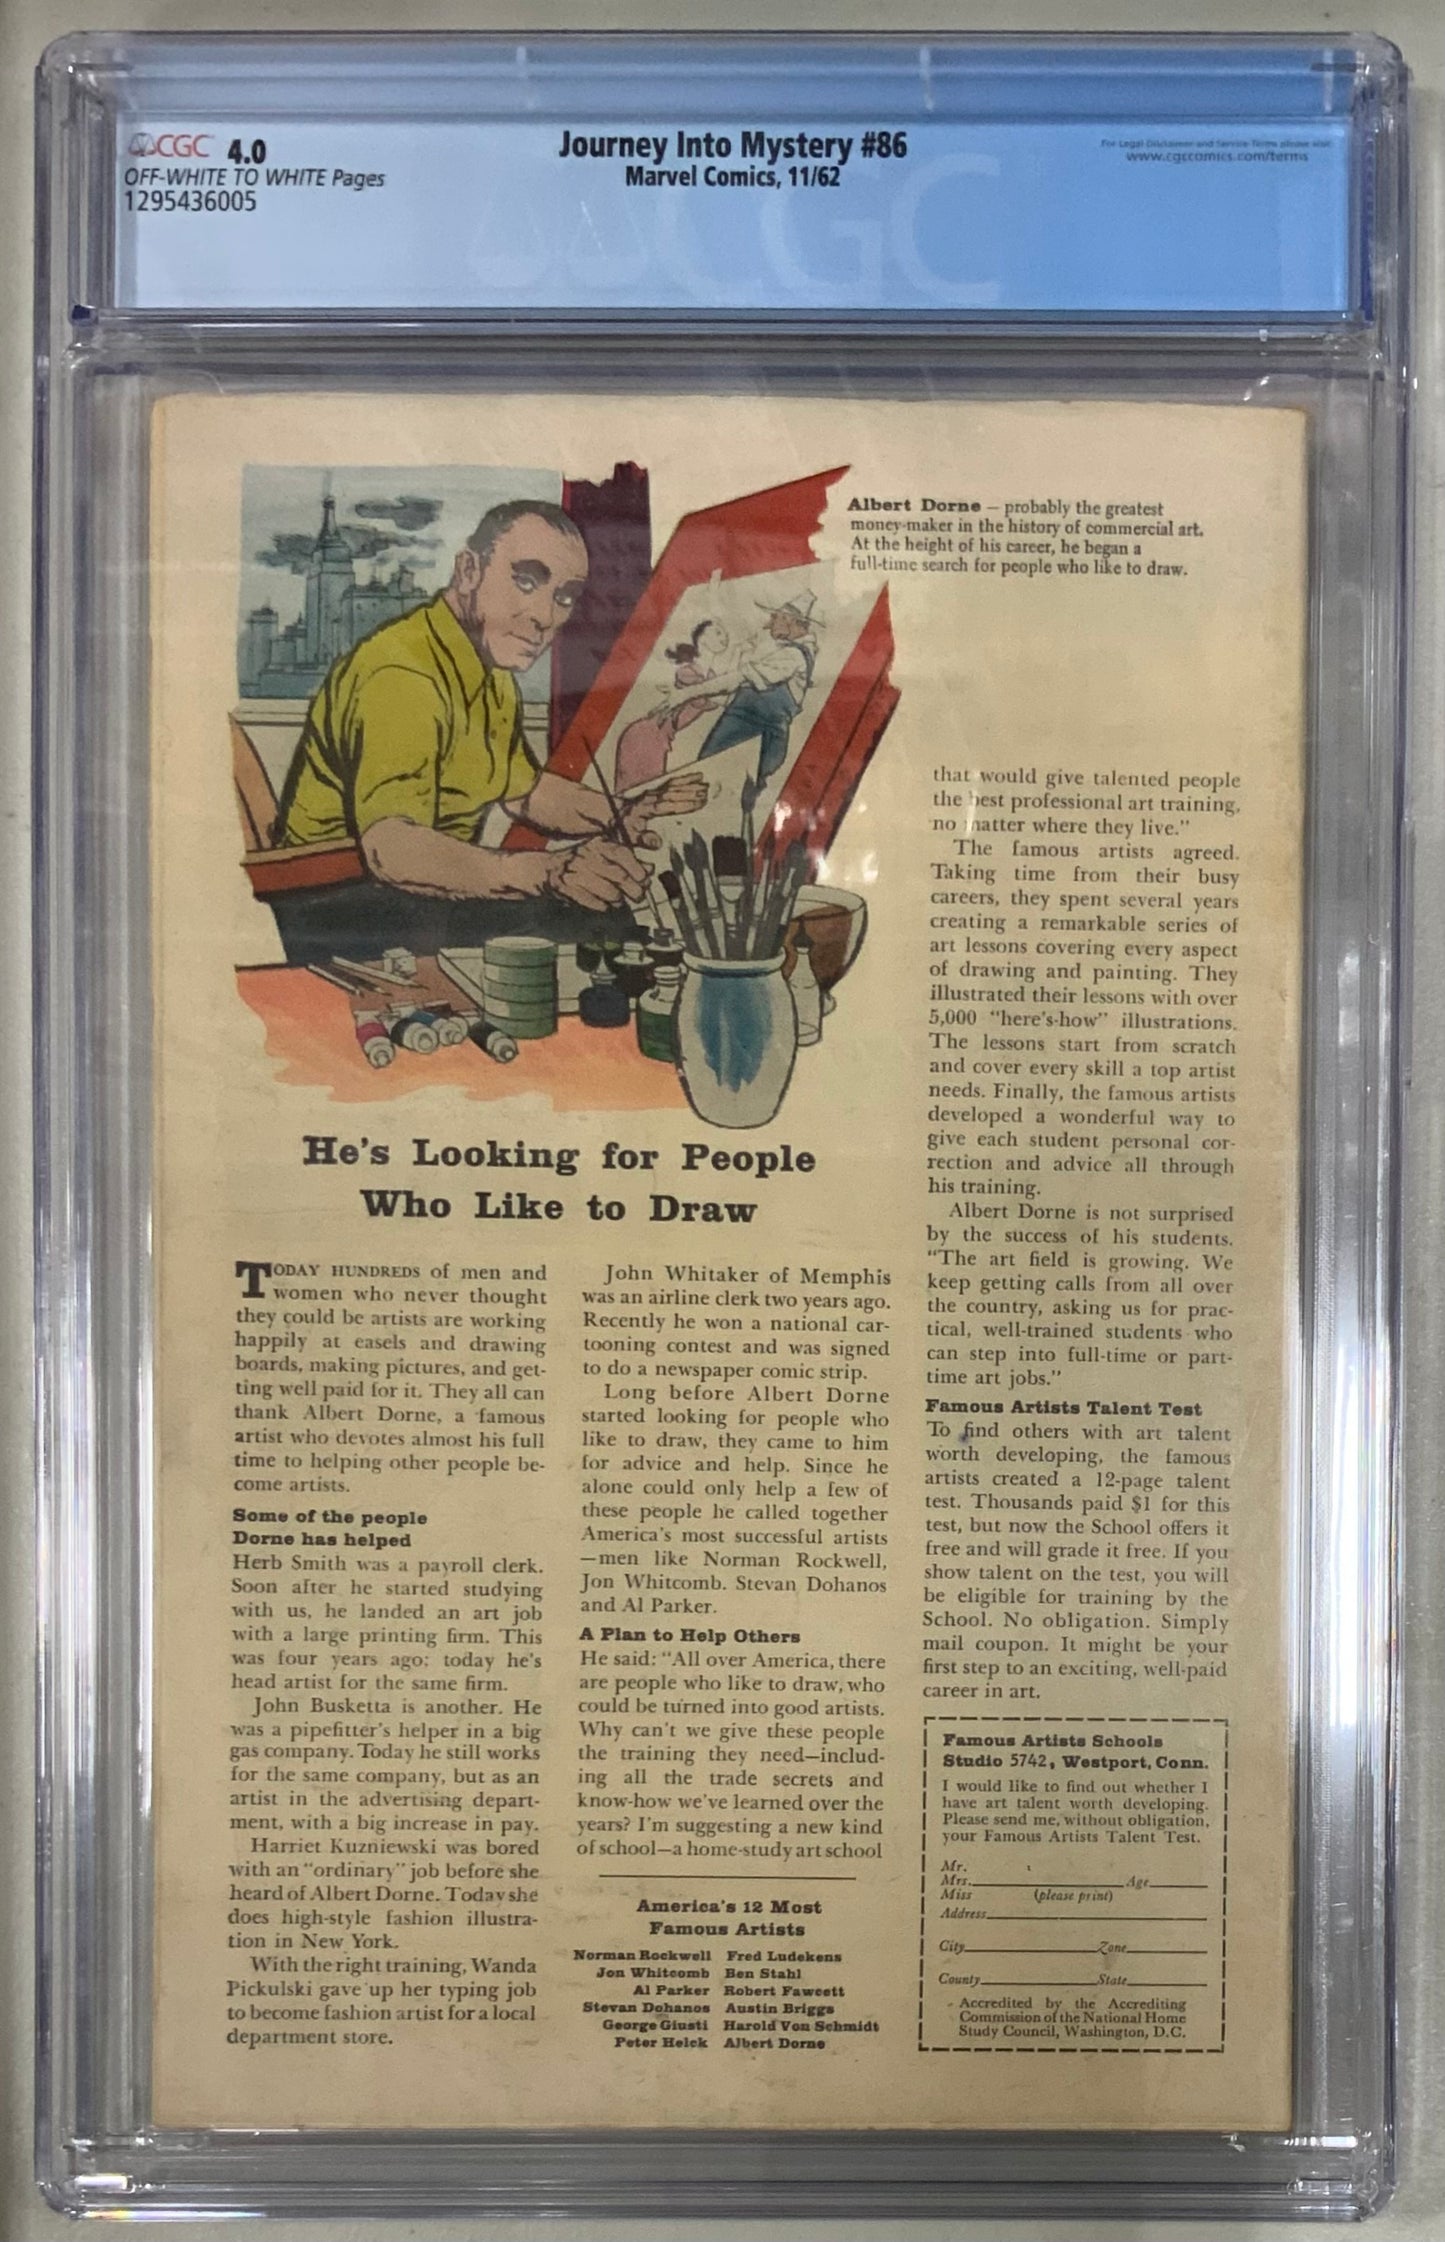 CGC 4.0
OFF-WHITE TO WHITE Pages
1295436005
Journey Into Mystery #86
Marvel Comics, 11/62
For Legal Disclaimer and Service Terms please visit
www.cgccomics.com/terms
CGC
Albert Dorne – probably the greatest
money-maker in the history of commercial art.
At the height of his career, he began a
full-time search for people who like to draw.
He's Looking for People
Who Like to Draw
TODAY HUNDREDS of men and
women who never thought
they could be artists are working
happily at easels and drawing
boards, making pictures, and get-
ting well paid for it. They all can
thank Albert Dorne, a famous
artist who devotes almost his full
time to helping other people be-
come artists.
Some of the people
Dorne has helped
Herb Smith was a payroll clerk.
Soon after he started studying
with us, he landed an art job
with a large printing firm. This
was four years ago; today he's
head artist for the same firm.
John Busketta is another. He
was a pipefitter's helper in a big
gas company. Today he still works
for the same company, but as an
artist in the advertising depart-
ment, with a big increase in pay.
Harriet Kuzniewski was bored
with an "ordinary" job before she
heard of Albert Dorne. Today she
does high-style fashion illustra-
tion in New York.
With the right training, Wanda
Pickulski gave up her typing job
to become fashion artist for a local
department store.
John Whitaker of Memphis
was an airline clerk two years ago.
Recently he won a national car-
tooning contest and was signed
to do a newspaper comic strip.
Long before Albert Dorne
started looking for people who
like to draw, they came to him
for advice and help. Since he
alone could only help a few of
these people he called together
America's most successful artists
—men like Norman Rockwell,
Jon Whitcomb, Stevan Dohanos
and Al Parker.
A Plan to Help Others
He said: "All over America, there
are people who like to draw, who
could be turned into good artists.
Why can't we give these people
the training they need—includ-
ing all the trade secrets and
know-how we've learned over the
years? I'm suggesting a new kind
of school—a home-study art school
America's 12 Most
Famous Artists
Norman Rockwell Fred Ludekens
Jon Whitcomb Ben Stahl
Al Parker Robert Fawcett
Stevan Dohanos Austin Briggs
George Giusti Harold Von Schmidt
Peter Helck Albert Dorne
that would give talented people
the best professional art training,
no matter where they live."
The famous artists agreed.
Taking time from their busy
careers, they spent several years
creating a remarkable series of
art lessons covering every aspect
of drawing and painting. They
illustrated their lessons with over
5,000 "here's-how" illustrations.
The lessons start from scratch
and cover every skill a top artist
needs. Finally, the famous artists
developed a wonderful way to
give each student personal cor-
rection and advice all through
his training.
Albert Dorne is not surprised
by the success of his students.
"The art field is growing. We
keep getting calls from all over
the country, asking us for prac-
tical, well-trained students who
can step into full-time or part-
time art jobs."
Famous Artists Talent Test
To find others with art talent
worth developing, the famous
artists created a 12-page talent
test. Thousands paid $1 for this
test, but now the School offers it
free and will grade it free. If you
show talent on the test, you will
be eligible for training by the
School. No obligation. Simply
mail coupon. It might be your
first step to an exciting, well-paid
career in art.
Famous Artists Schools
Studio 5742, Westport, Conn.
I would like to find out whether I
have art talent worth developing.
Please send me, without obligation,
your Famous Artists Talent Test.
Mr.
Mrs. Age
Miss (please print)
Address
City Zone
County State
Accredited by the Accrediting
Commission of the National Home
Study Council, Washington, D.C.